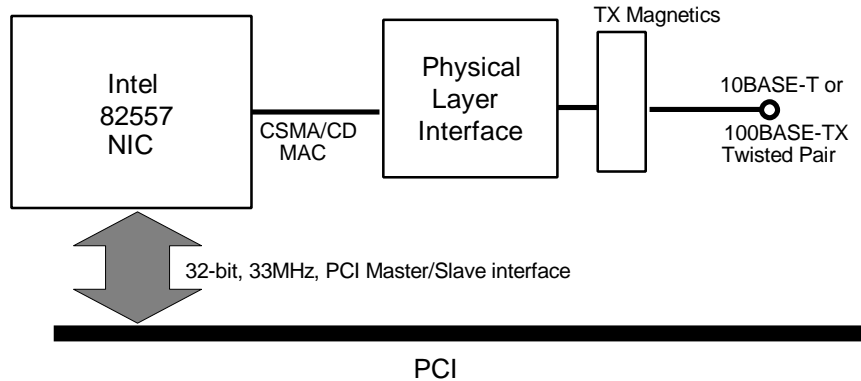 TX Magnetics
Intel
82557
NIC
CSMA/CD
MAC
Physical
Layer
Interface
10BASE-T or
100BASE-TX
Twisted Pair
32-bit, 33MHz, PCI Master/Slave interface
PCI